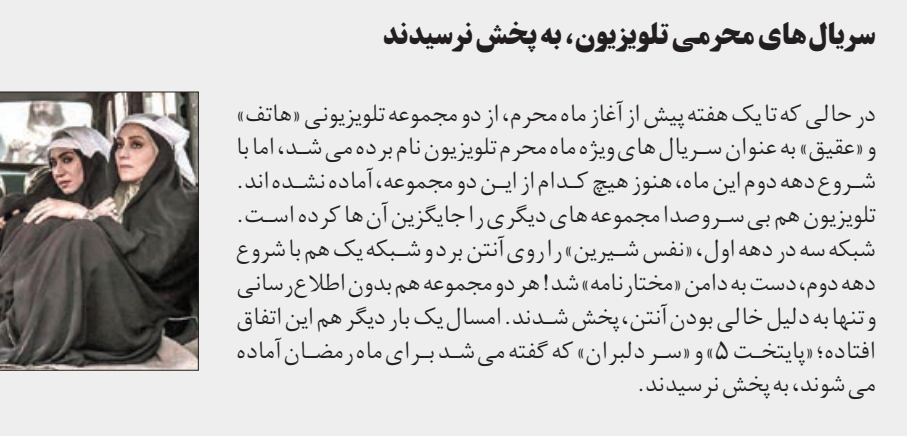 سریال‌های محرمی تلویزیون، به پخش نرسیدند
در حالی که تا یک هفته پیش از آغاز ماه محرم، از دو مجموعه تلویزیونی «هاتف»
و «عقیق» به عنوان سریال های ویژه ماه محرم تلویزیون نام برده می شد، اما با
شروع دهه دوم این ماه، هنوز هیچ کدام از این دو مجموعه، آماده نشده اند.
تلویزیون هم بی سروصدا مجموعه های دیگری را جایگزین آن ها کرده است.
شبکه سه در دهه اول، «نفس شیرین» را روی آنتن برد و شبکه یک هم با شروع
دهه دوم، دست به دامن «مختارنامه» شد! هر دو مجموعه هم بدون اطلاع رسانی
و تنها به دلیل خالی بودن آنتن، پخش شدند. امسال یک بار دیگر هم این اتفاق
افتاده؛ «پایتخت ۵» و «سر دلبران» که گفته می شد برای ماه رمضان آماده
می شوند، به پخش نرسیدند.